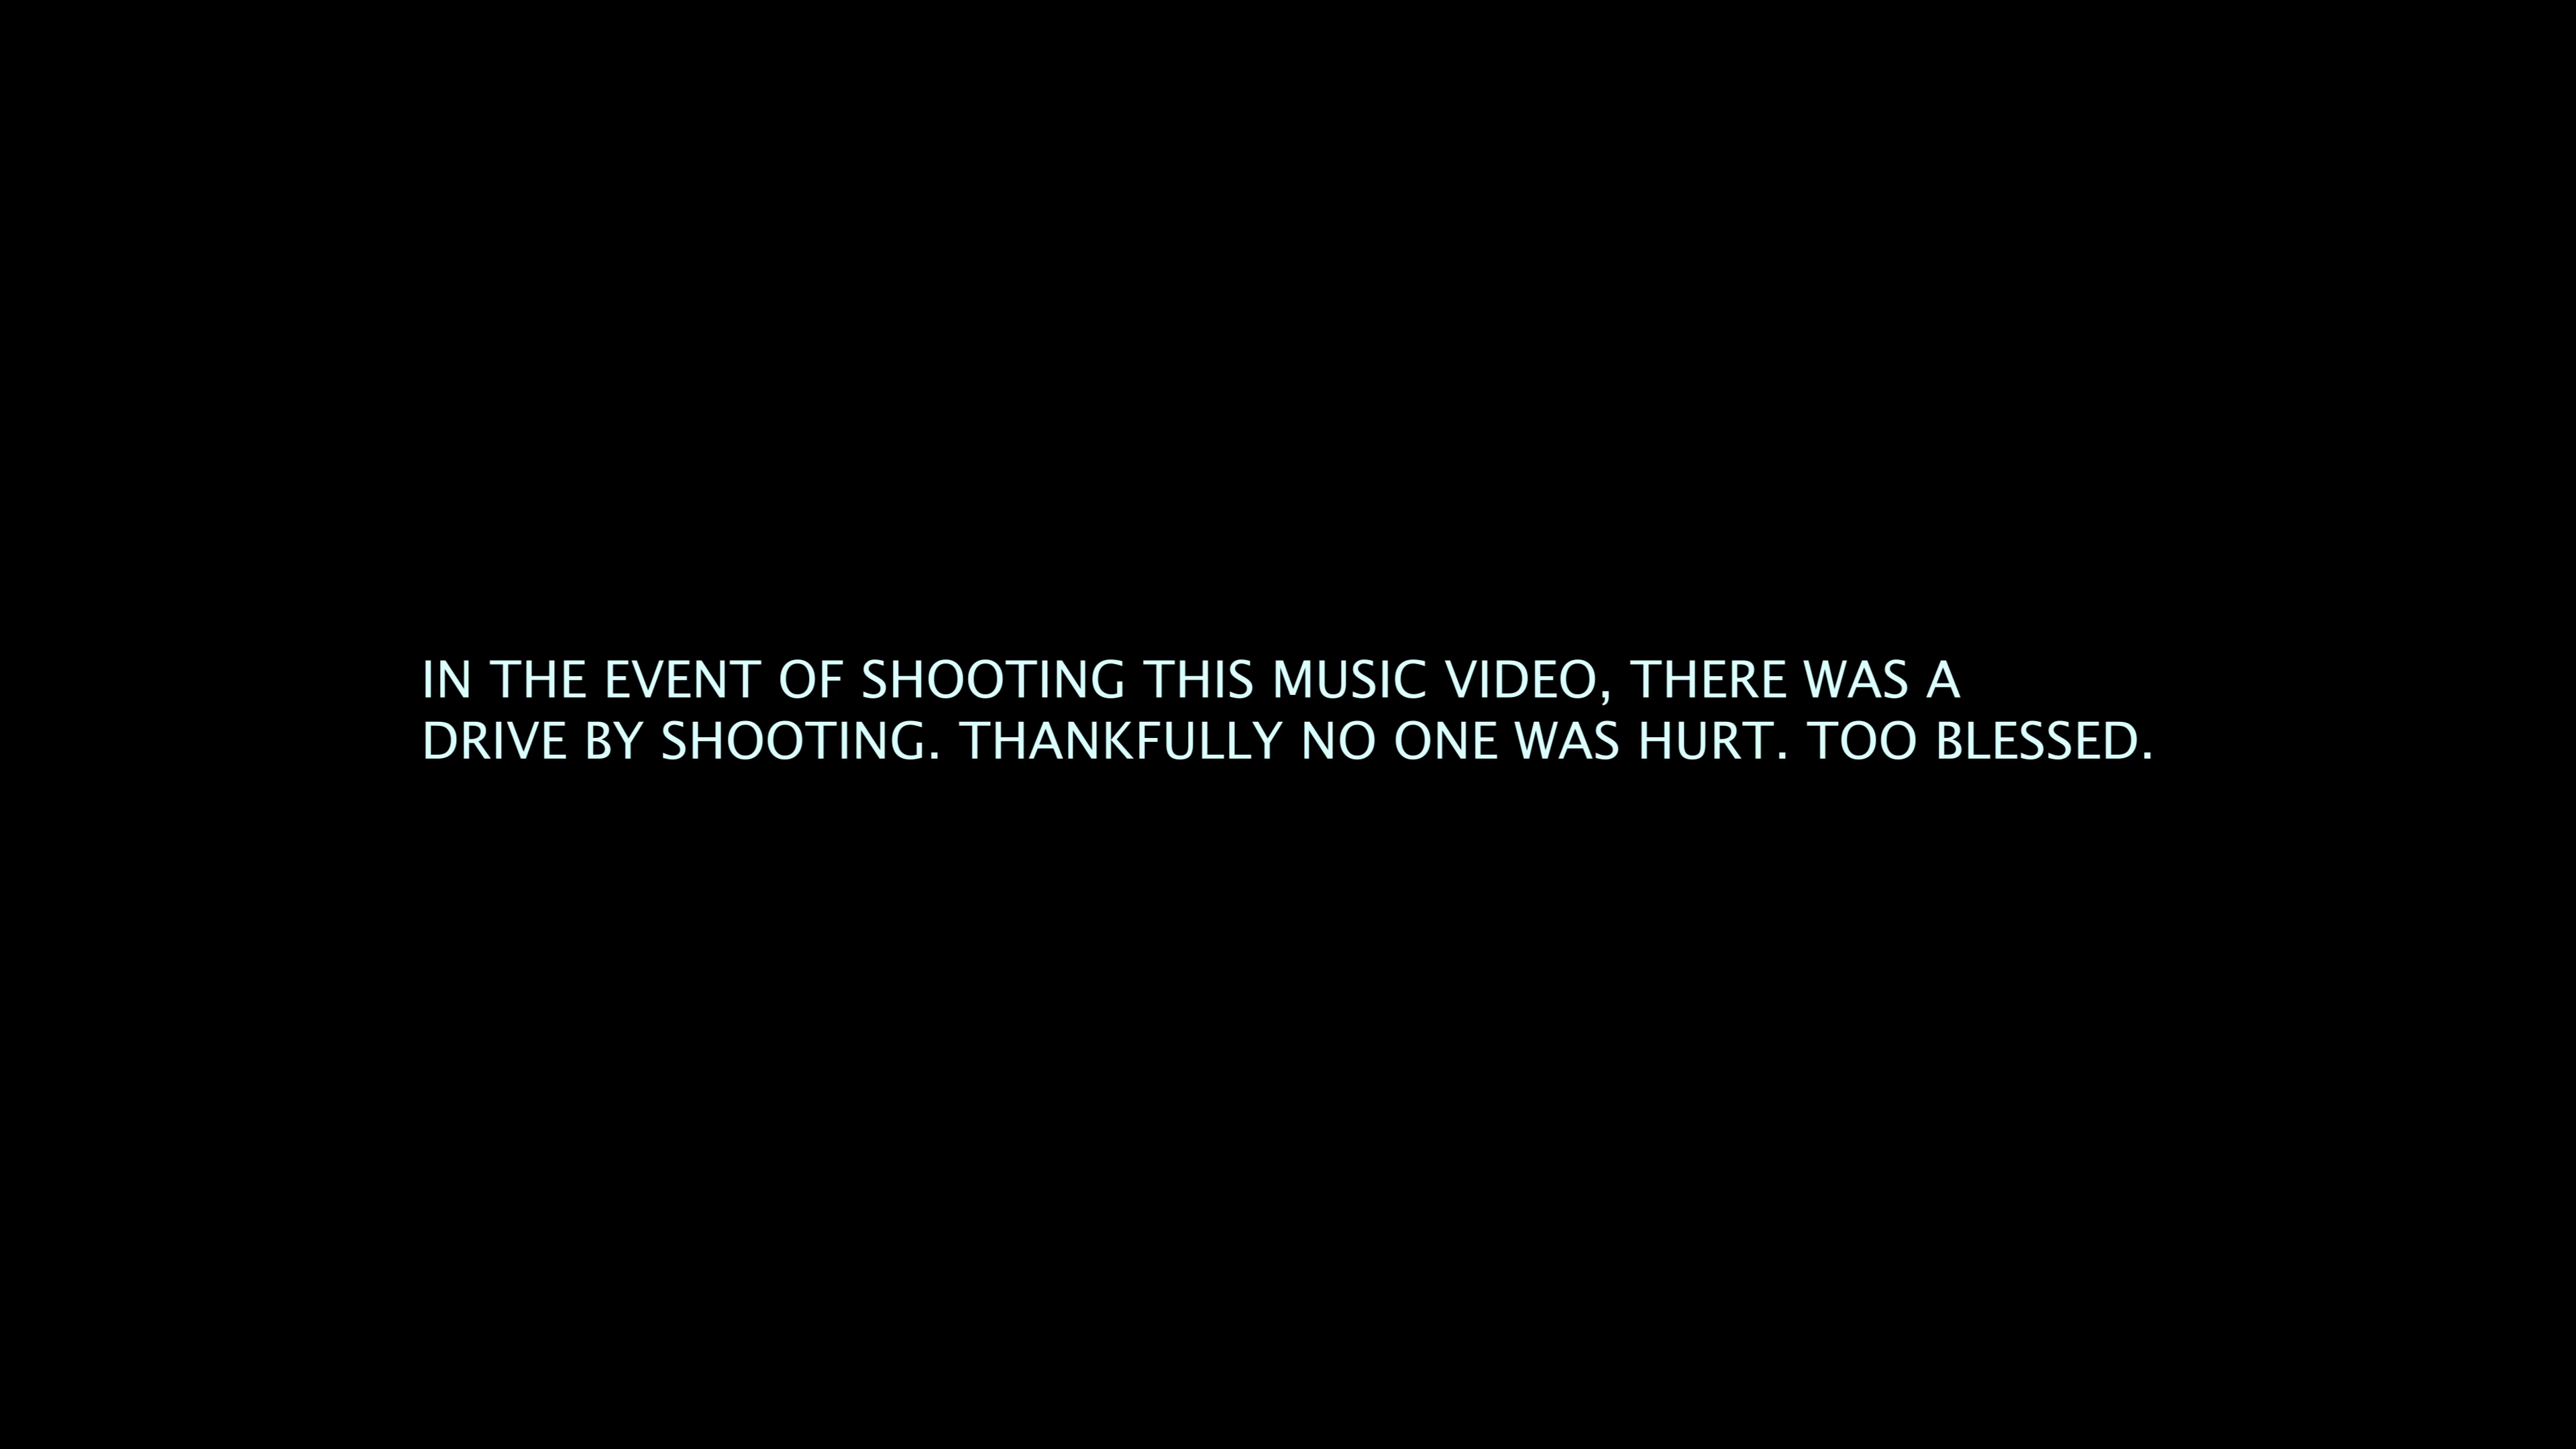 IN THE EVENT OF SHOOTING THIS MUSIC VIDEO, THERE WAS A
DRIVE BY SHOOTING. THANKFULLY NO ONE WAS HURT. TOO BLESSED.